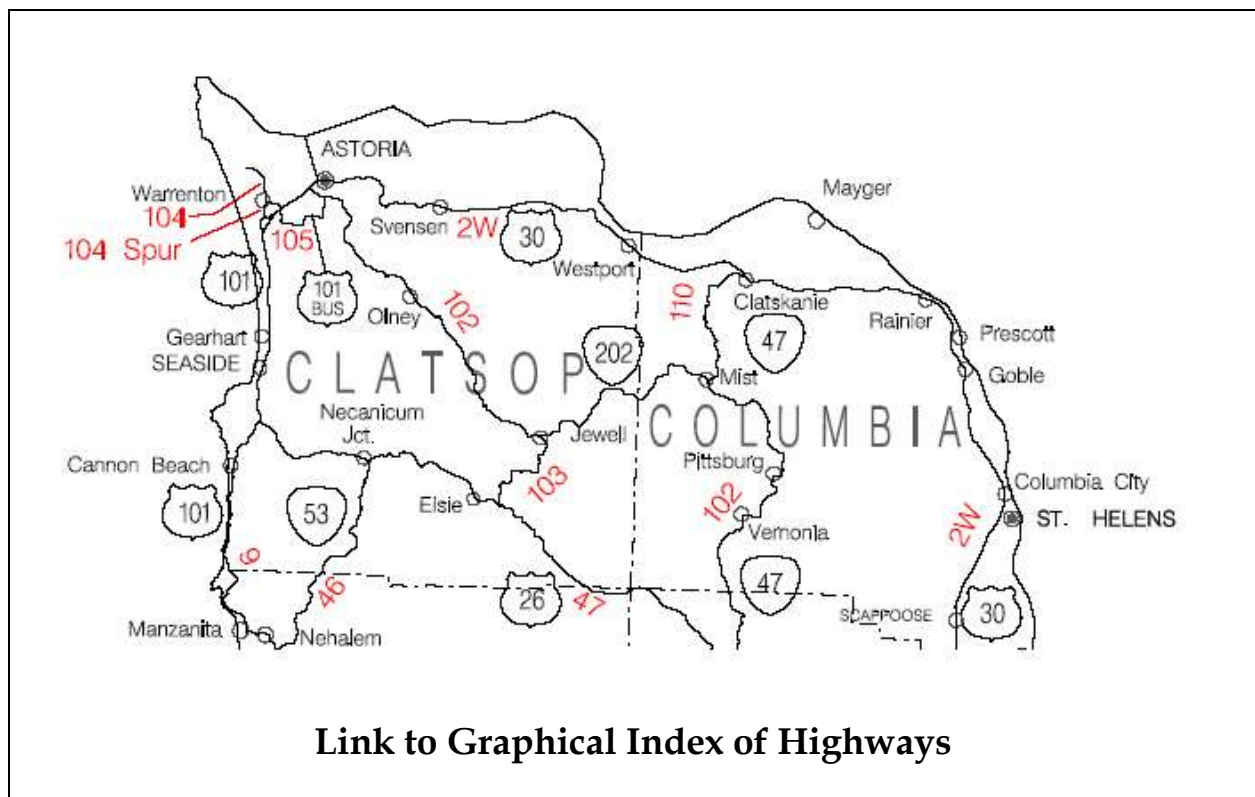 ASTORIA
Mayger
Warrenton
104
Svensen
2W
30
104 Spur
105
Westport
101
101
BUS
Olney
102
110
Clatskanie
Rainier
Gearhart
202
47
Prescott
SEASIDE
CLATSOP
Mist
Goble
Necanicum
Jct.
Jewell
COLUMBIA
Cannon Beach
Pittsburg
103
Elsie
Columbia City
101
53
102
2W
ST. HELENS
Vernonia
9
46
26
47
47
SCAPPOOSE
30
Manzanita
Nehalem
Link to Graphical Index of Highways